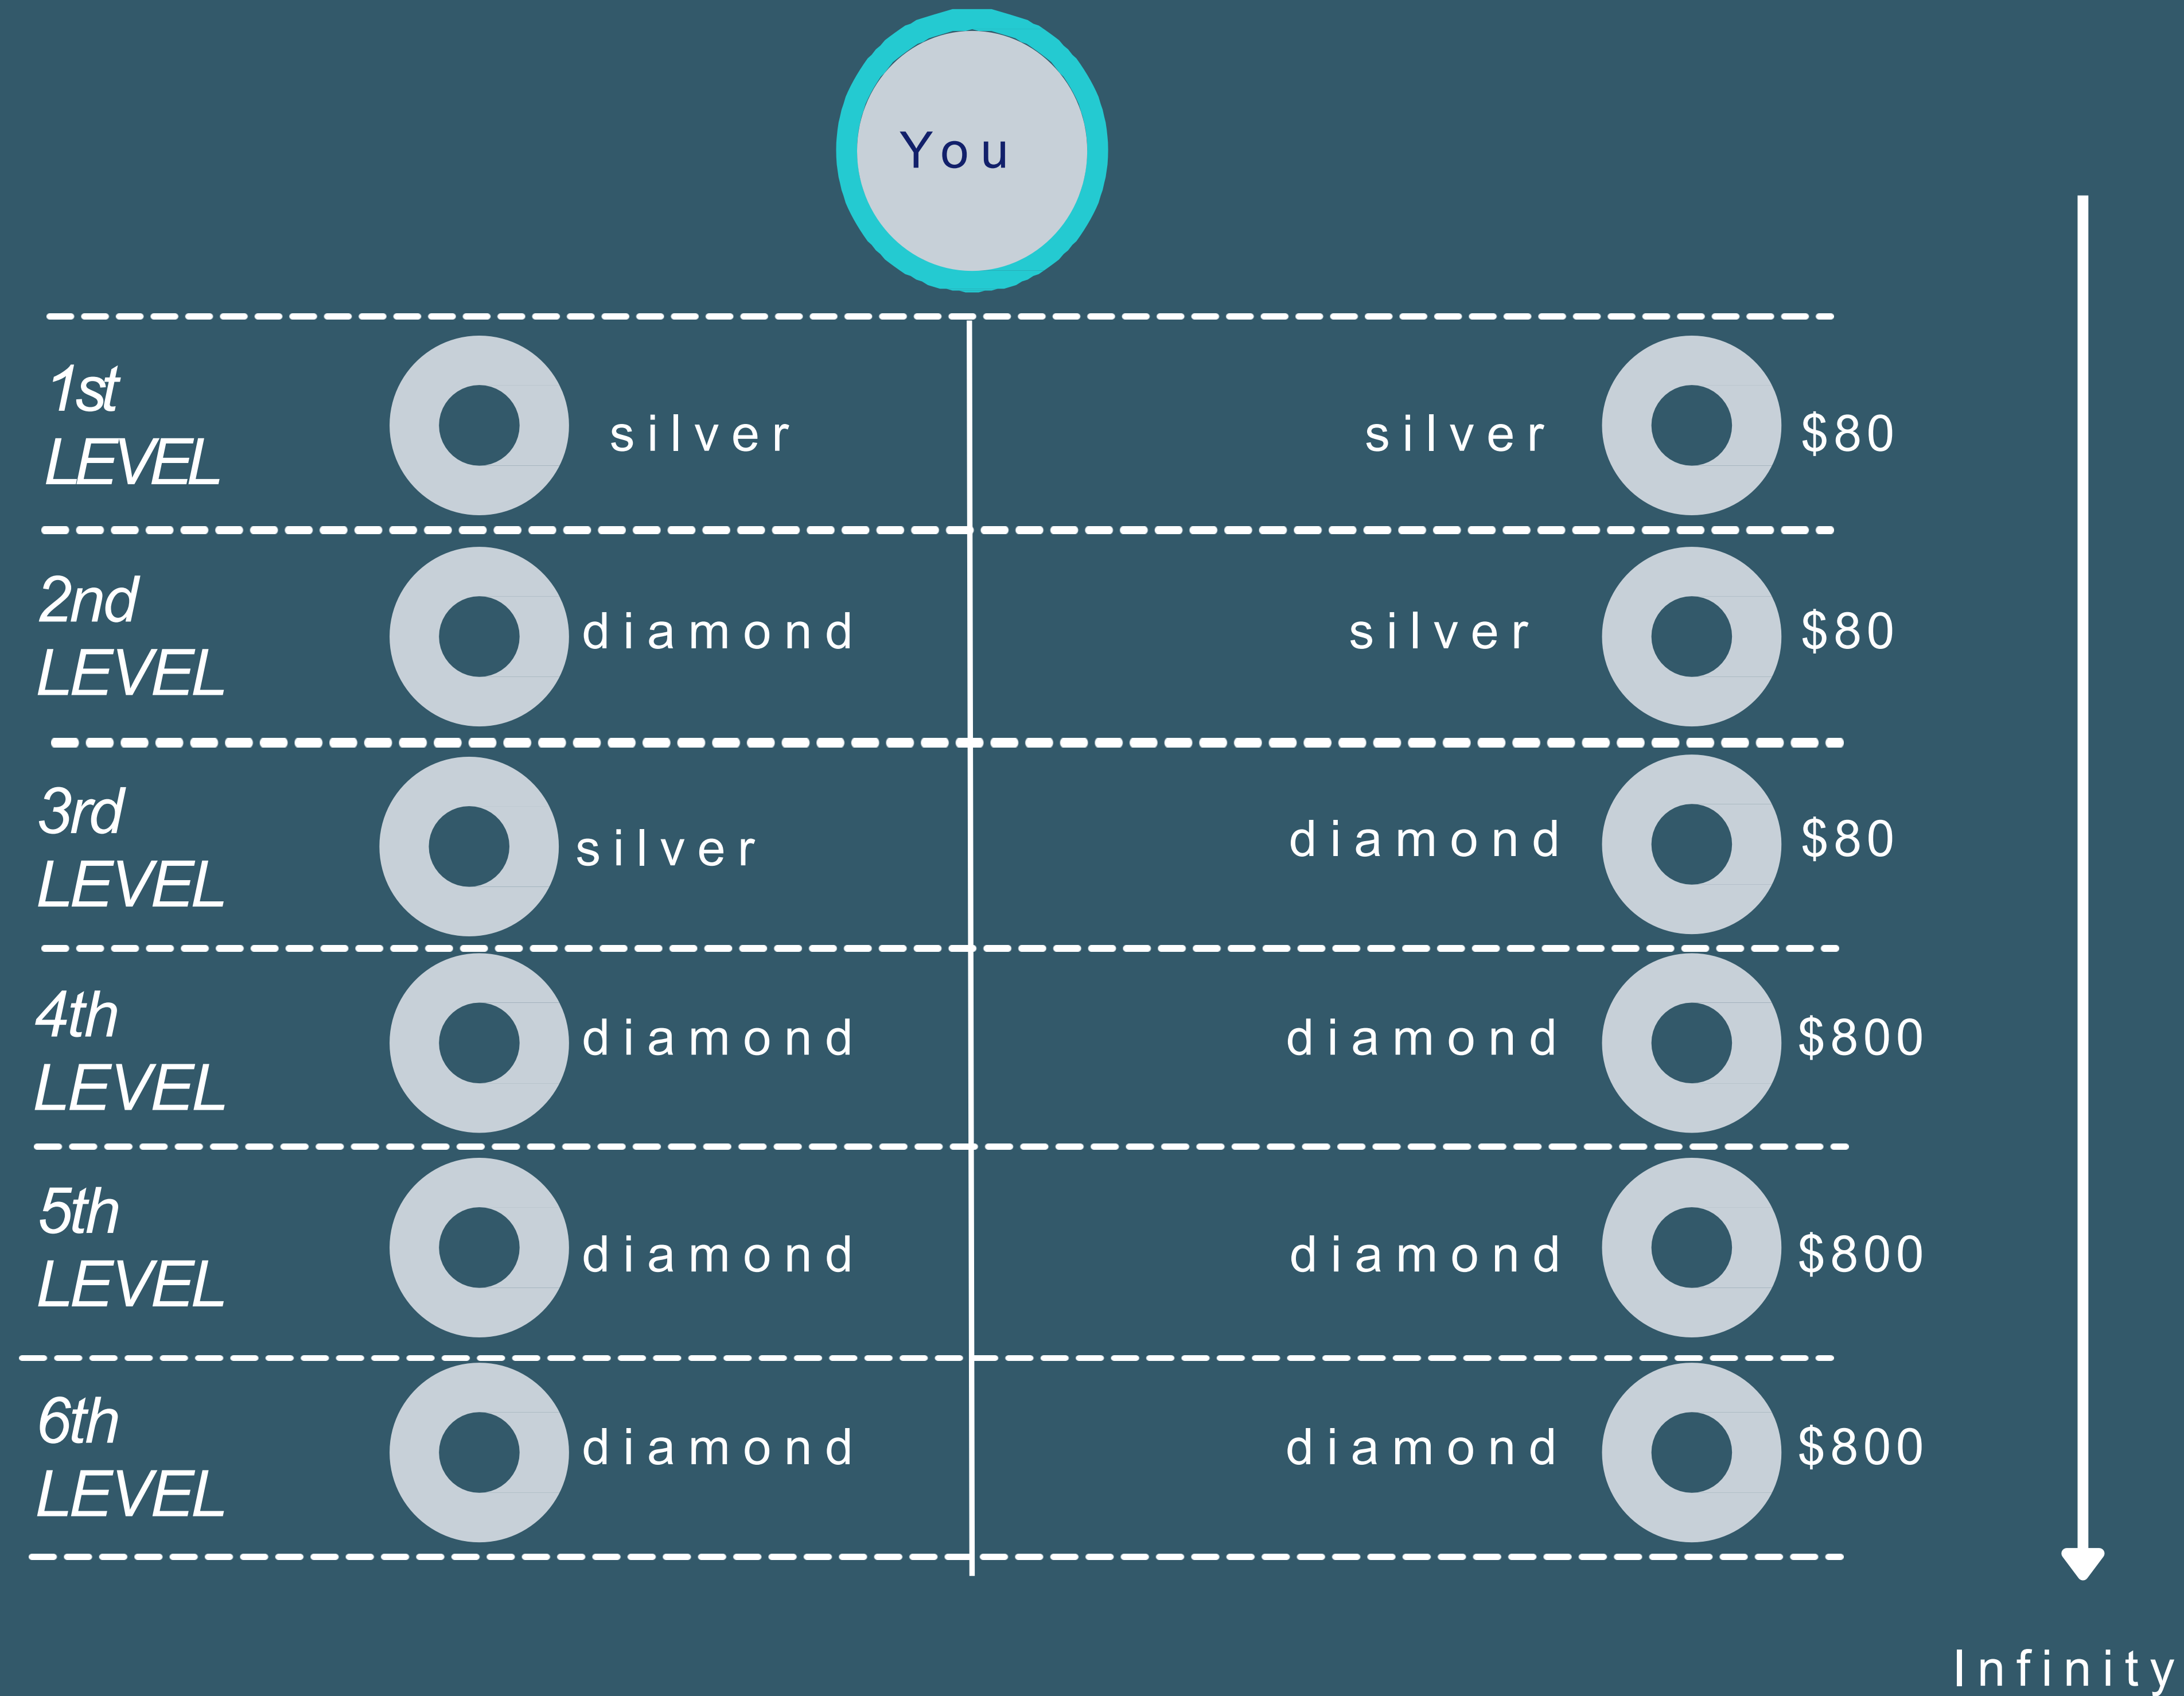 You
1st
LEVEL
silver
silver
$80
2nd
LEVEL
diamond
silver
$80
3rd
LEVEL
silver
diamond
$80
4th
LEVEL
diamond
diamond
$800
5th
LEVEL
diamond
diamond
$800
6th
LEVEL
diamond
diamond
$800
Infinity